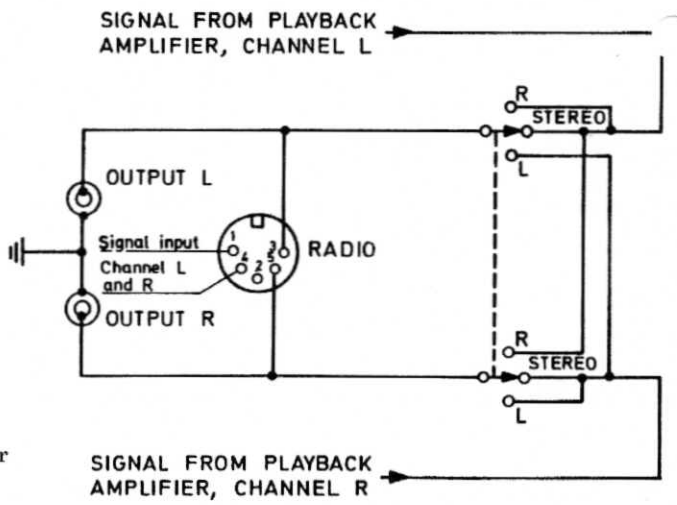 SIGNAL FROM PLAYBACK
AMPLIFIER, CHANNEL L
R
STEREO
L
OUTPUT L
Signal input
Channel L
and R
1
3
4
5
2
RADIO
OUTPUT R
R
STEREO
L
r
SIGNAL FROM PLAYBACK
AMPLIFIER, CHANNEL R